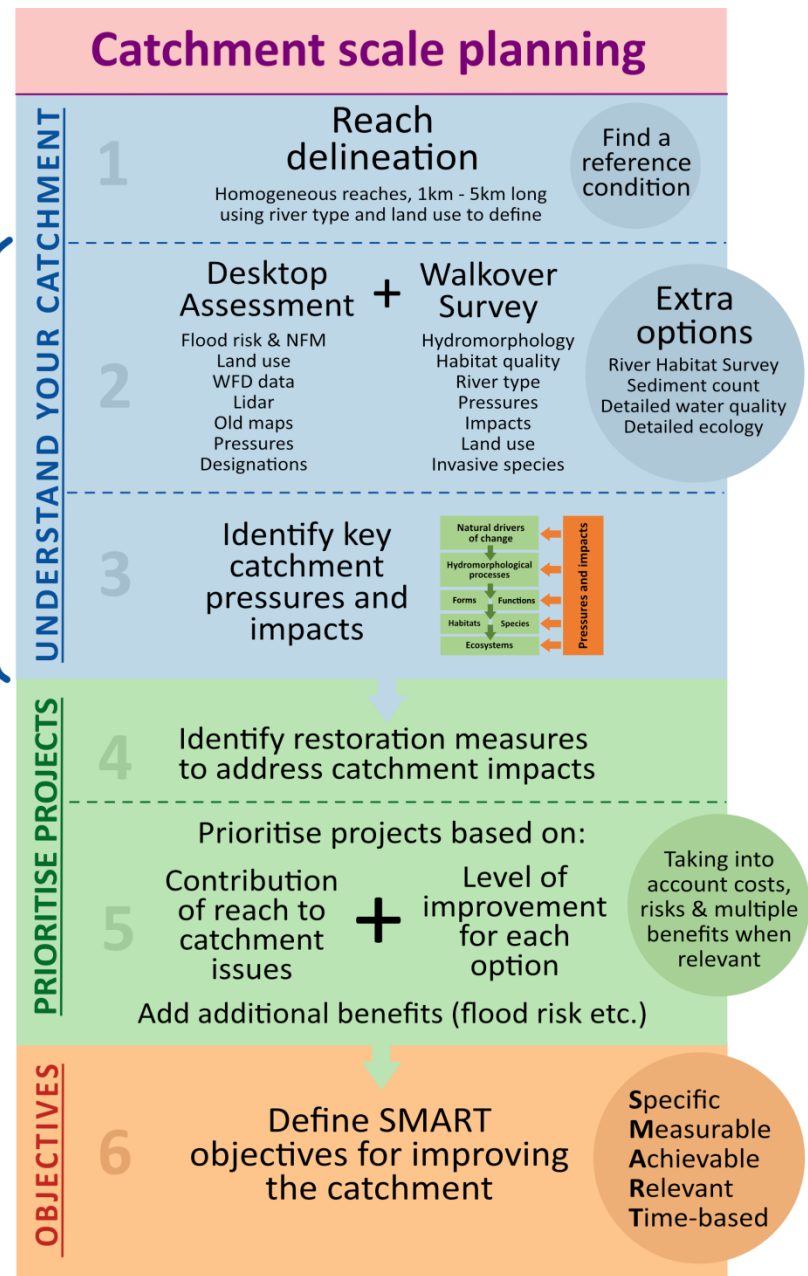 Catchment scale planning
UNDERSTAND YOUR CATCHMENT
1
Reach
delineation
Homogeneous reaches, 1km - 5km long
using river type and land use to define
Find a
reference
condition
2
Desktop
Assessment
+
Walkover
Survey
Flood risk & NFM
Land use
WFD data
Lidar
Old maps
Pressures
Designations
Hydromorphology
Habitat quality
River type
Pressures
Impacts
Land use
Invasive species
Extra
options
River Habitat Survey
Sediment count
Detailed water quality
Detailed ecology
3
Identify key
catchment
pressures and
impacts
Natural drivers
of change
Hydromorphological
processes
Forms Functions
Habitats Species
Ecosystems
Pressures and impacts
PRIORITISE PROJECTS
4
Identify restoration measures
to address catchment impacts
5
Prioritise projects based on:
Contribution
of reach to
catchment
issues
+
Level of
improvement
for each
option
Add additional benefits (flood risk etc.)
Taking into
account costs,
risks & multiple
benefits when
relevant
OBJECTIVES
6
Define SMART
objectives for improving
the catchment
Specific
Measurable
Achievable
Relevant
Time-based